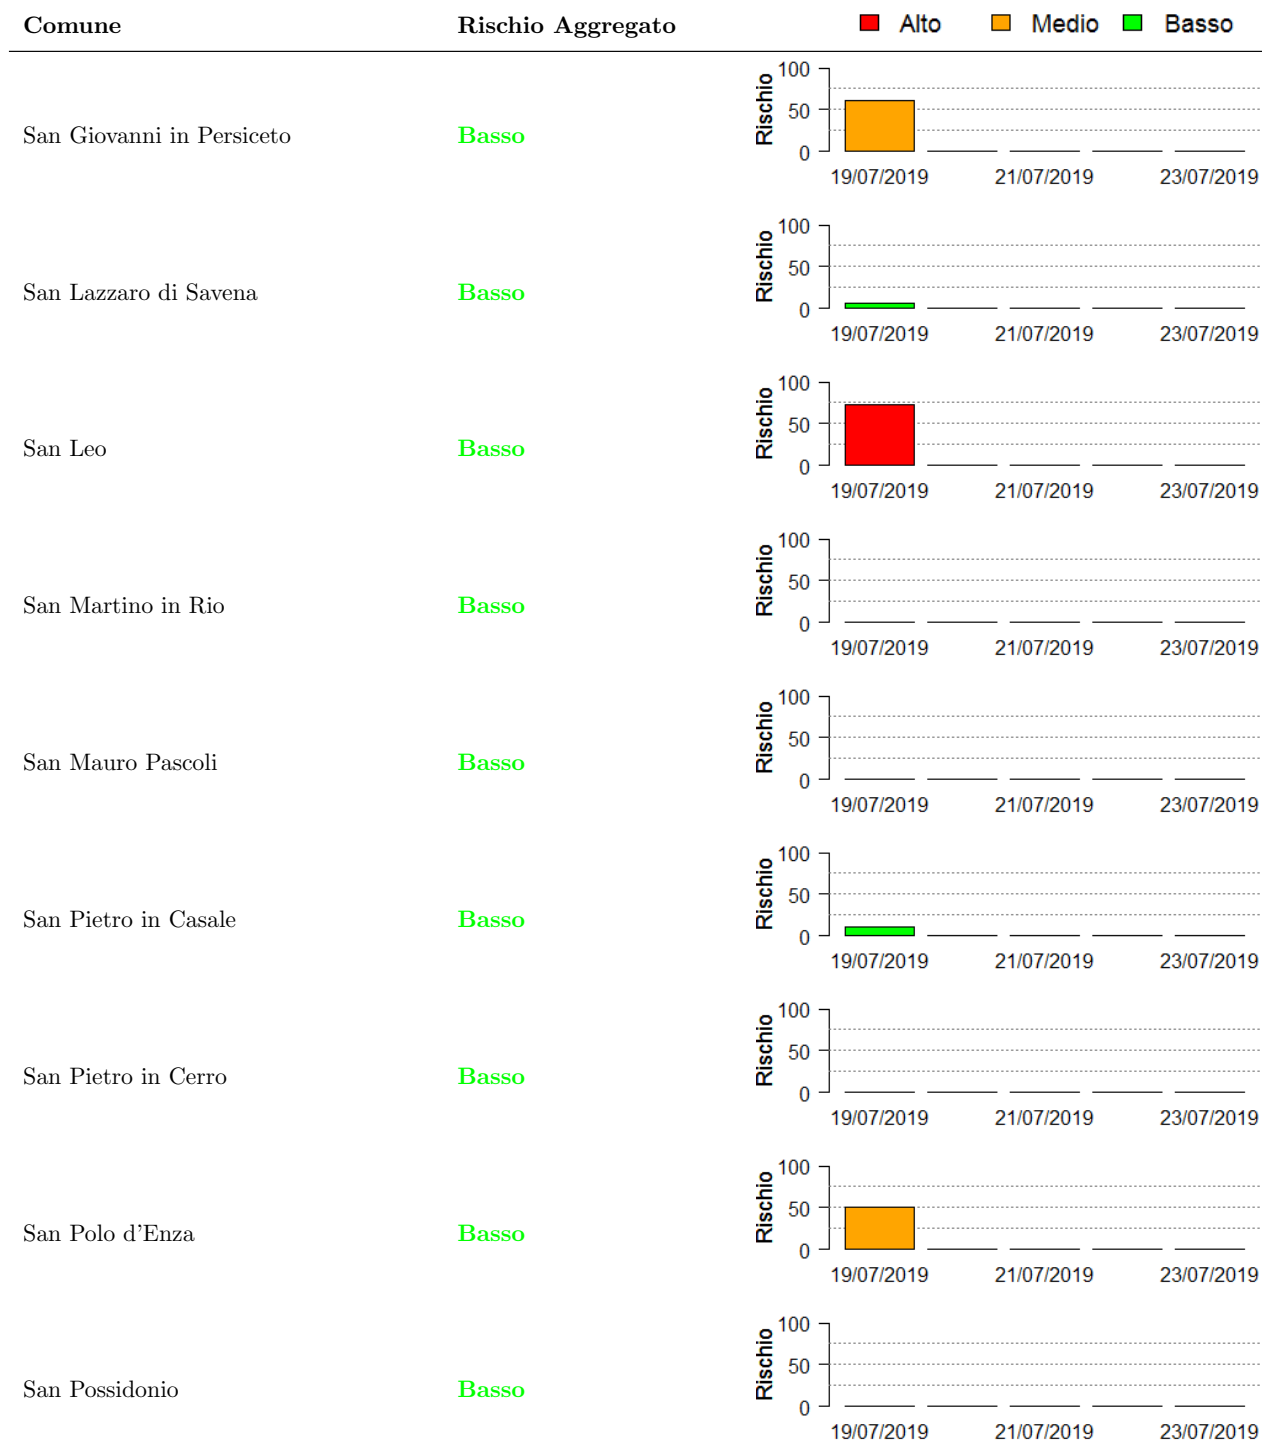 Comune Rischio Aggregato Alto Medio Basso
San Giovanni in Persiceto Basso
Rischio
100
50
0
19/07/2019 21/07/2019 23/07/2019
San Lazzaro di Savena Basso
Rischio
100
50
0
19/07/2019 21/07/2019 23/07/2019
San Leo Basso
Rischio
100
50
0
19/07/2019 21/07/2019 23/07/2019
San Martino in Rio Basso
Rischio
100
50
0
19/07/2019 21/07/2019 23/07/2019
San Mauro Pascoli Basso
Rischio
100
50
0
19/07/2019 21/07/2019 23/07/2019
San Pietro in Casale Basso
Rischio
100
50
0
19/07/2019 21/07/2019 23/07/2019
San Pietro in Cerro Basso
Rischio
100
50
0
19/07/2019 21/07/2019 23/07/2019
San Polo d'Enza Basso
Rischio
100
50
0
19/07/2019 21/07/2019 23/07/2019
San Possidonio Basso
Rischio
100
50
0
19/07/2019 21/07/2019 23/07/2019